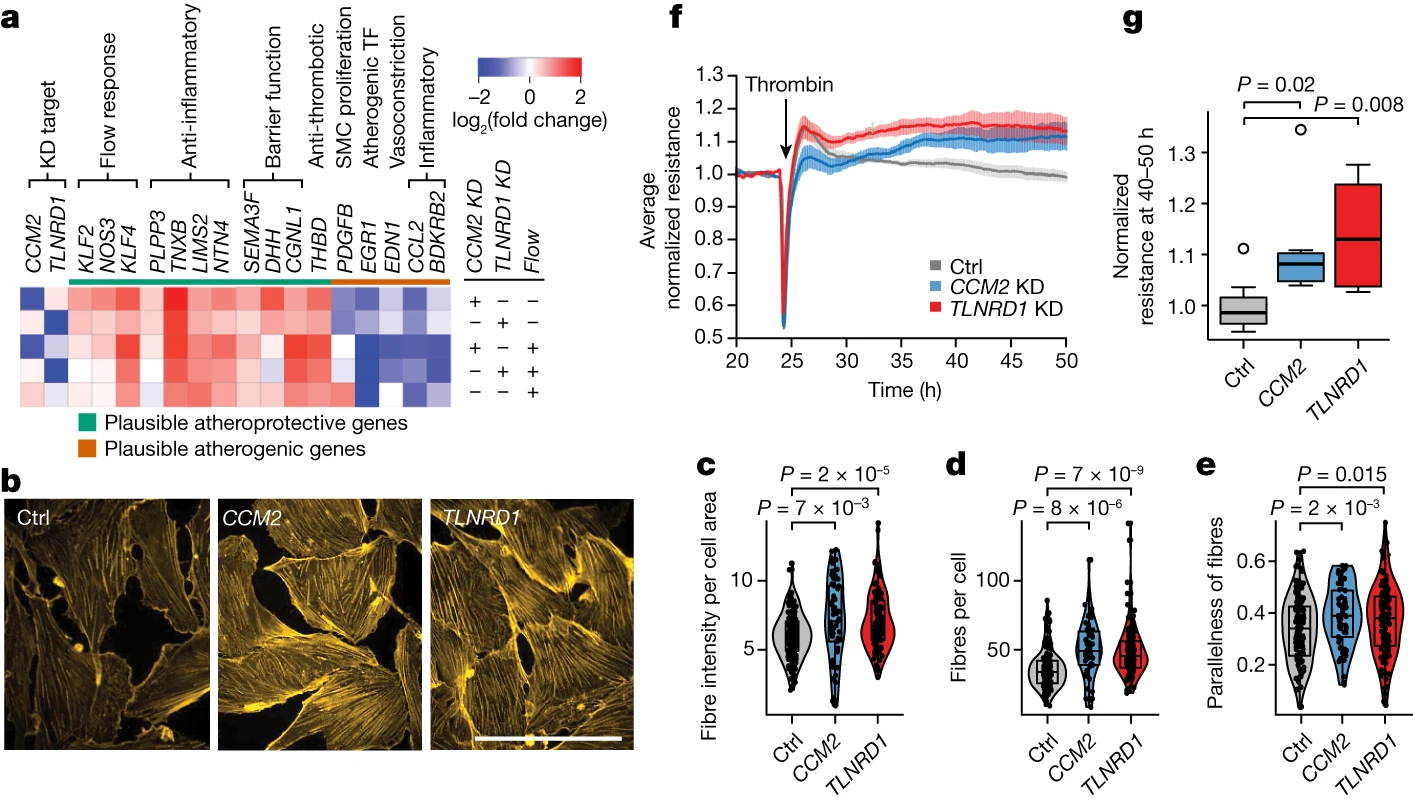 a
KD target
Flow response
Anti-inflammatory
Barrier function
Anti-thrombotic
SMC proliferation
Atherogenic TF
Vasoconstriction
Inflammatory
−2 0 2
log2(fold change)
CCM2
TLNRD1
KLF2
NOS3
KLF4
PLPP3
TNXB
LIMS2
NTN4
SEMA3F
DHH
CGNL1
THBD
PDGFB
EGR1
EDN1
CCL2
BDKRB2
CCM2 KD
TLNRD1 KD
Flow
+ − −
− + −
+ − +
− + +
− − +
Plausible atheroprotective genes
Plausible atherogenic genes
b
Ctrl
CCM2
TLNRD1
f
Average
normalized resistance
1.3
1.2
1.1
1.0
0.9
0.8
0.7
0.6
0.5
Thrombin
Ctrl
CCM2 KD
TLNRD1 KD
20 25 30 35 40 45 50
Time (h)
g
P = 0.02
P = 0.008
Normalized
resistance at 40–50 h
1.3
1.2
1.1
1.0
Ctrl
CCM2
TLNRD1
c
P = 2 × 10−5
P = 7 × 10−3
Fibre intensity per cell area
10
5
Ctrl
CCM2
TLNRD1
d
P = 7 × 10−9
P = 8 × 10−6
Fibres per cell
100
50
Ctrl
CCM2
TLNRD1
e
P = 0.015
P = 2 × 10−3
Parallelness of fibres
0.6
0.4
0.2
Ctrl
CCM2
TLNRD1